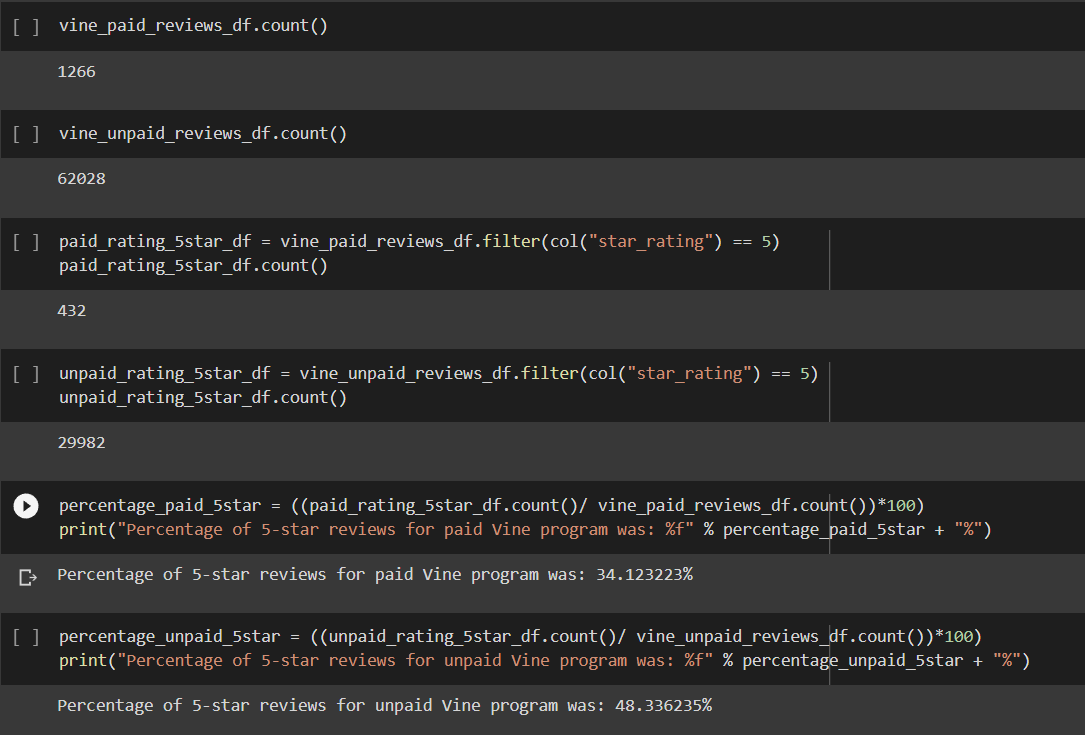 [ ] vine_paid_reviews_df.count()
1266
[ ] vine_unpaid_reviews_df.count()
62028
[ ] paid_rating_5star_df = vine_paid_reviews_df.filter(col("star_rating") == 5)
paid_rating_5star_df.count()
432
[ ] unpaid_rating_5star_df = vine_unpaid_reviews_df.filter(col("star_rating") == 5)
unpaid_rating_5star_df.count()
29982
percentage_paid_5star = ((paid_rating_5star_df.count()/ vine_paid_reviews_df.count())*100)
print("Percentage of 5-star reviews for paid Vine program was: %f" % percentage_paid_5star + "%")
Percentage of 5-star reviews for paid Vine program was: 34.123223%
[ ] percentage_unpaid_5star = ((unpaid_rating_5star_df.count()/ vine_unpaid_reviews_df.count())*100)
print("Percentage of 5-star reviews for unpaid Vine program was: %f" % percentage_unpaid_5star + "%")
Percentage of 5-star reviews for unpaid Vine program was: 48.336235%